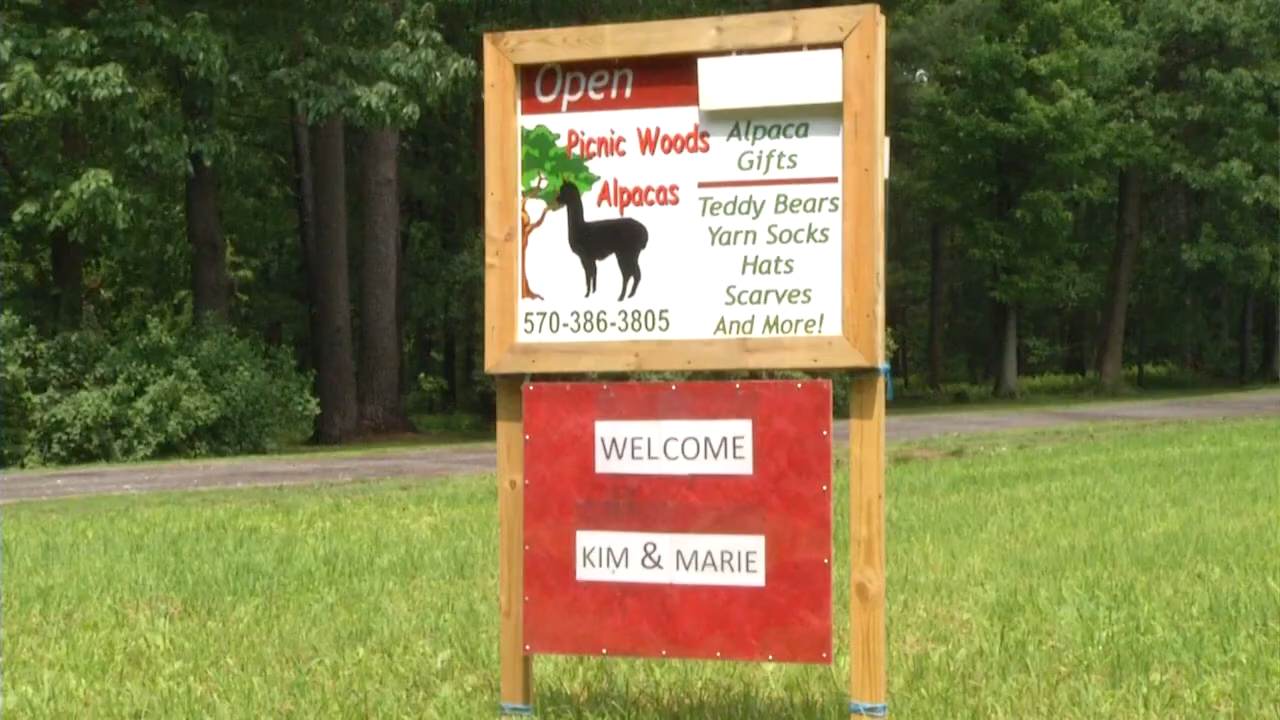 Open
Picnic Woods
Alpacas
570-386-3805
Alpaca
Gifts
Teddy Bears
Yarn Socks
Hats
Scarves
And More!
WELCOME
KIM & MARIE